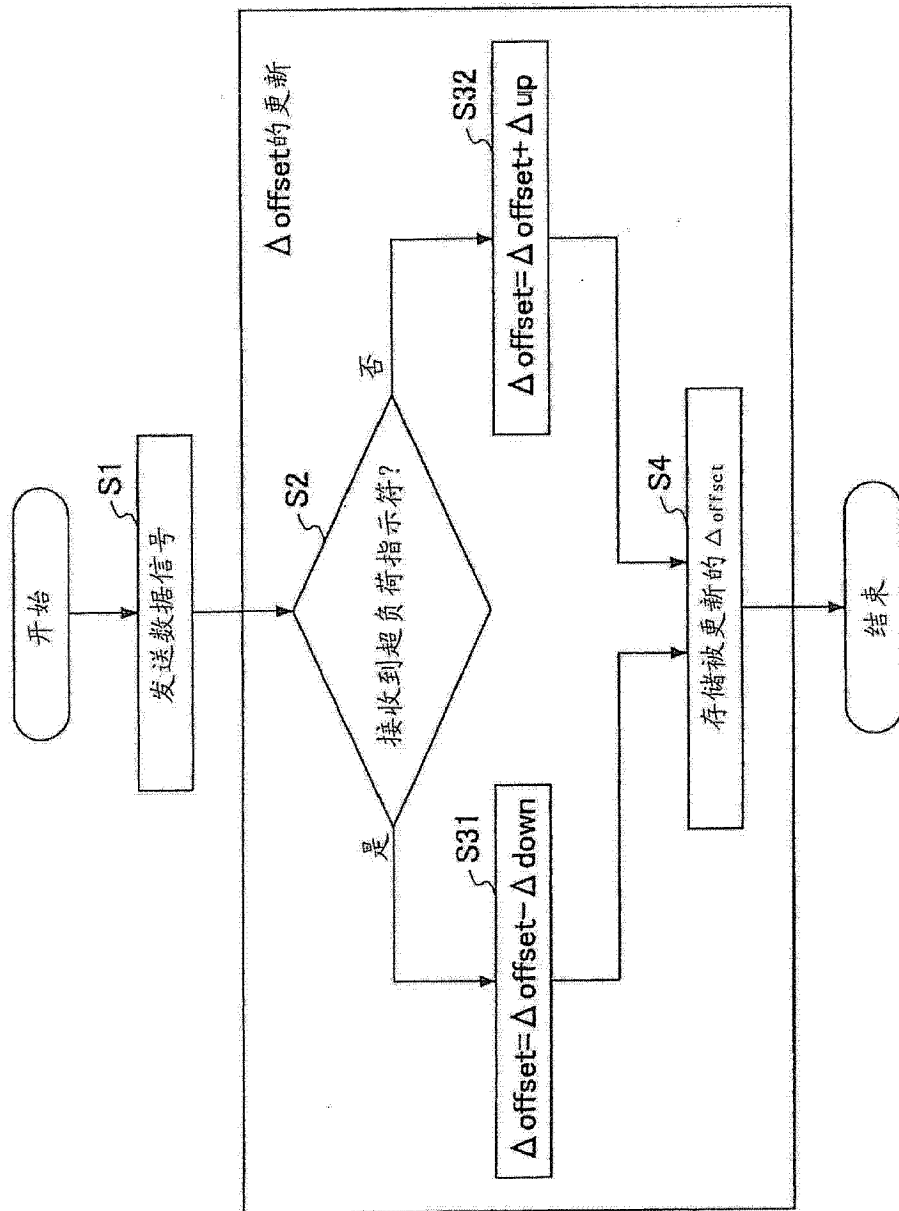 开始
S1
发送数据信号
Δoffset的更新
S2
接收到超负荷指示符?
是
否
S31
Δoffset=Δoffset-Δdown
S32
Δoffset=Δoffset+Δup
S4
存储被更新的Δoffset
结束